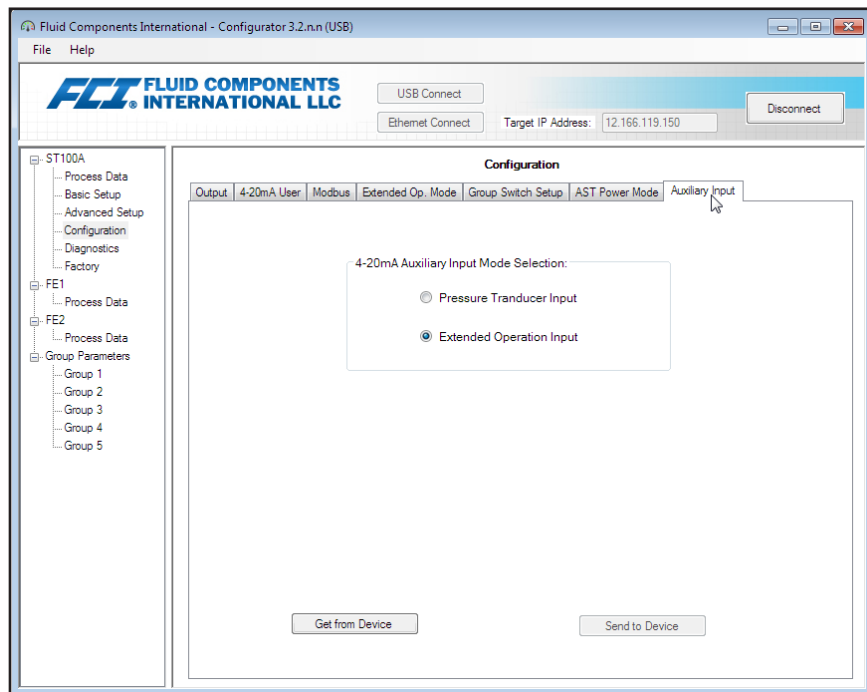 Fluid Components International - Configurator 3.2.n.n (USB)
File Help
FCI® FLUID COMPONENTS
INTERNATIONAL LLC
USB Connect
Ethernet Connect
Target IP Address: 12.166.119.150
Disconnect
ST100A
Process Data
Basic Setup
Advanced Setup
Configuration
Diagnostics
Factory
FE1
Process Data
FE2
Process Data
Group Parameters
Group 1
Group 2
Group 3
Group 4
Group 5
Configuration
Output 4-20mA User Modbus Extended Op. Mode Group Switch Setup AST Power Mode Auxiliary Input
4-20mA Auxiliary Input Mode Selection:
Pressure Tranducer Input
Extended Operation Input
Get from Device
Send to Device